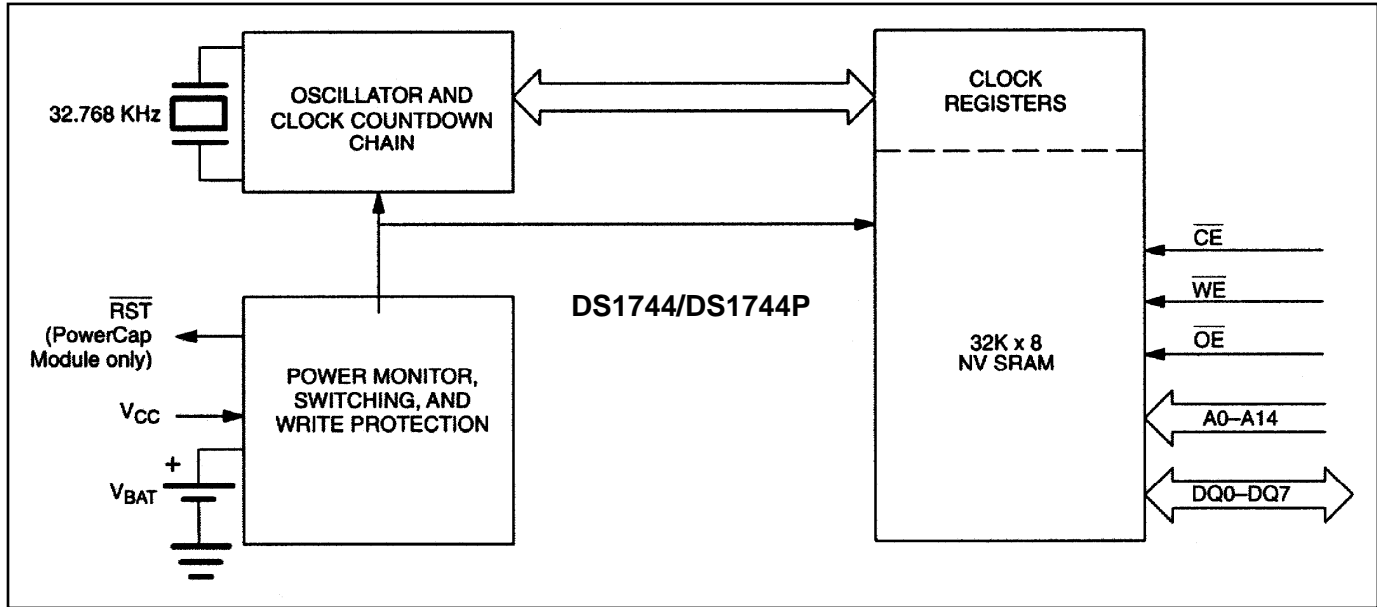 32.768 KHz
OSCILLATOR AND
CLOCK COUNTDOWN
CHAIN
CLOCK
REGISTERS
DS1744/DS1744P
32K x 8
NV SRAM
CE
WE
OE
A0–A14
DQ0–DQ7
RST
(PowerCap
Module only)
VCC
+
VBAT
POWER MONITOR,
SWITCHING, AND
WRITE PROTECTION